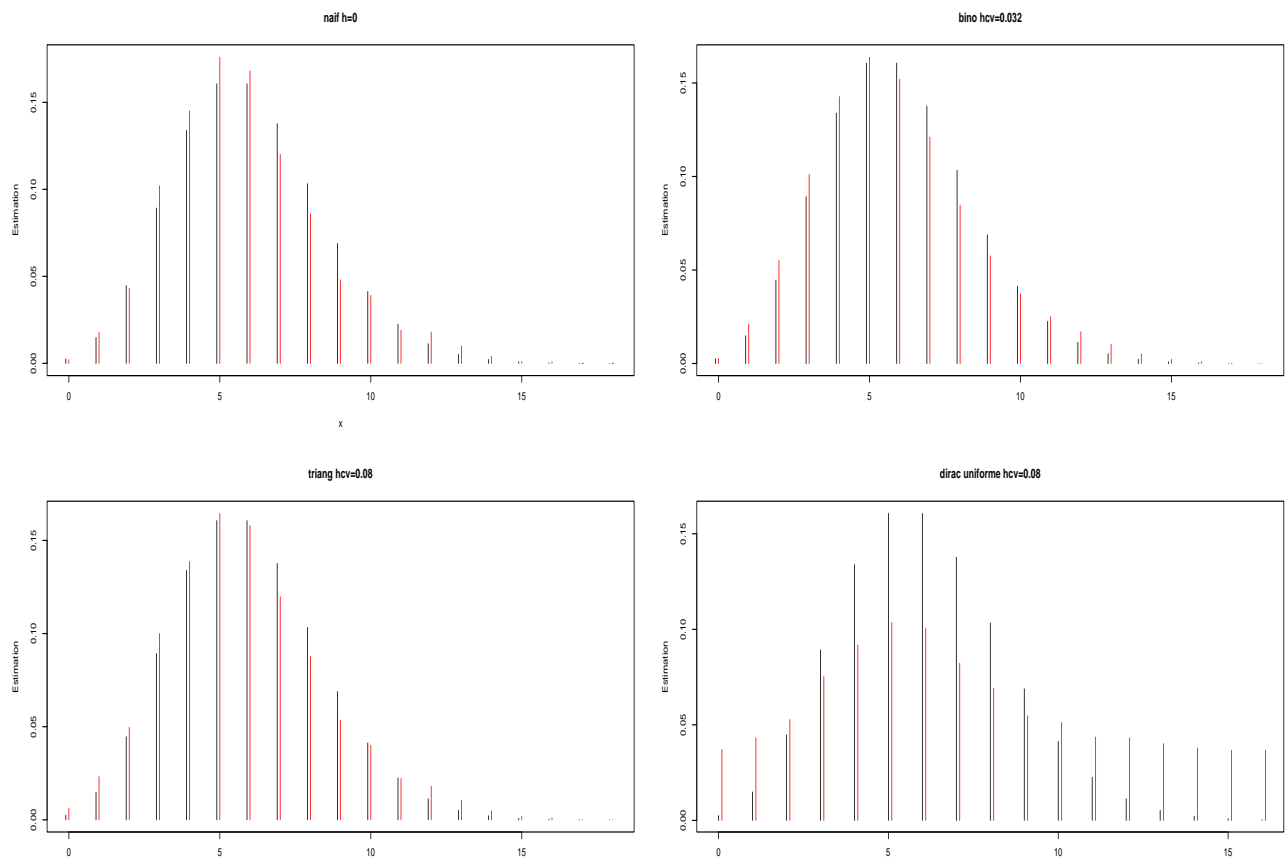 naif h=0
Estimation
0.00 0.05 0.10 0.15
0 5 10 15
x
bino hcv=0.032
Estimation
0.00 0.05 0.10 0.15
0 5 10 15
triang hcv=0.08
Estimation
0.00 0.05 0.10 0.15
0 5 10 15
dirac uniforme hcv=0.08
Estimation
0.00 0.05 0.10 0.15
0 5 10 15